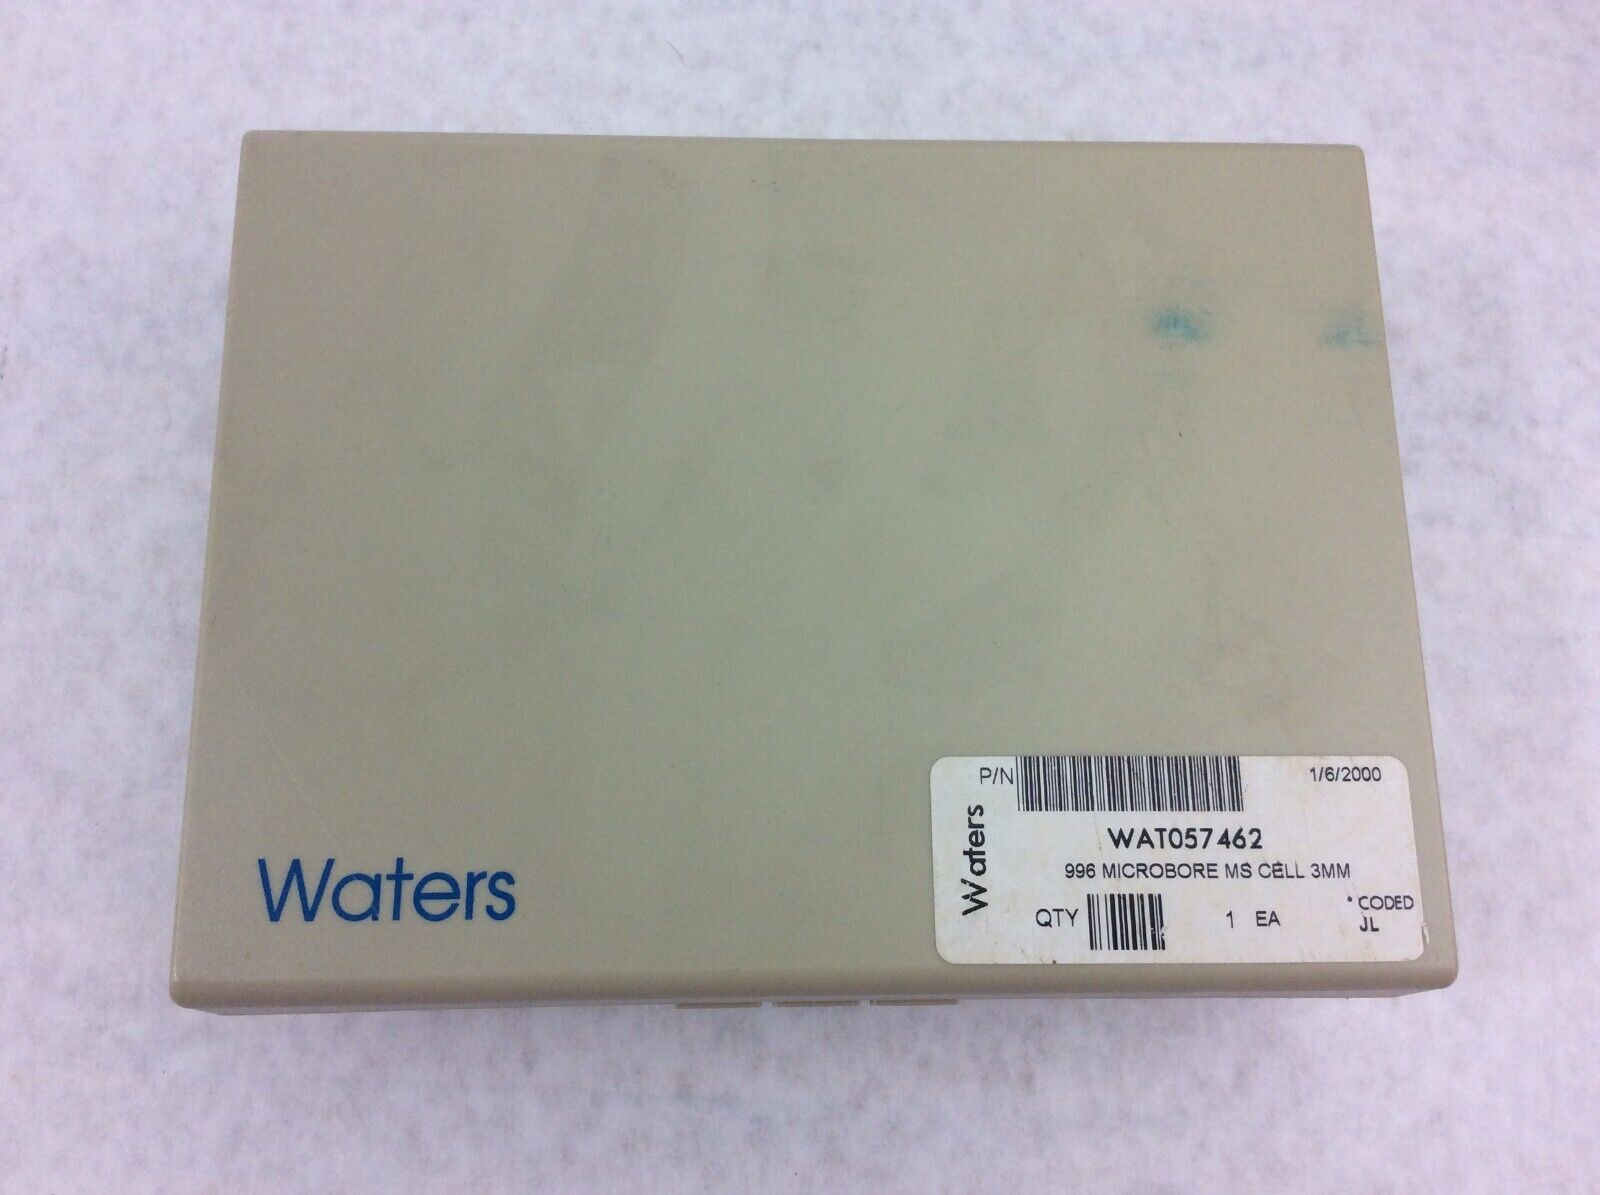 Waters
Waters
P/N 1/6/2000
WAT057462
996 MICROBORE MS CELL 3MM
QTY 1 EA * CODED
JL